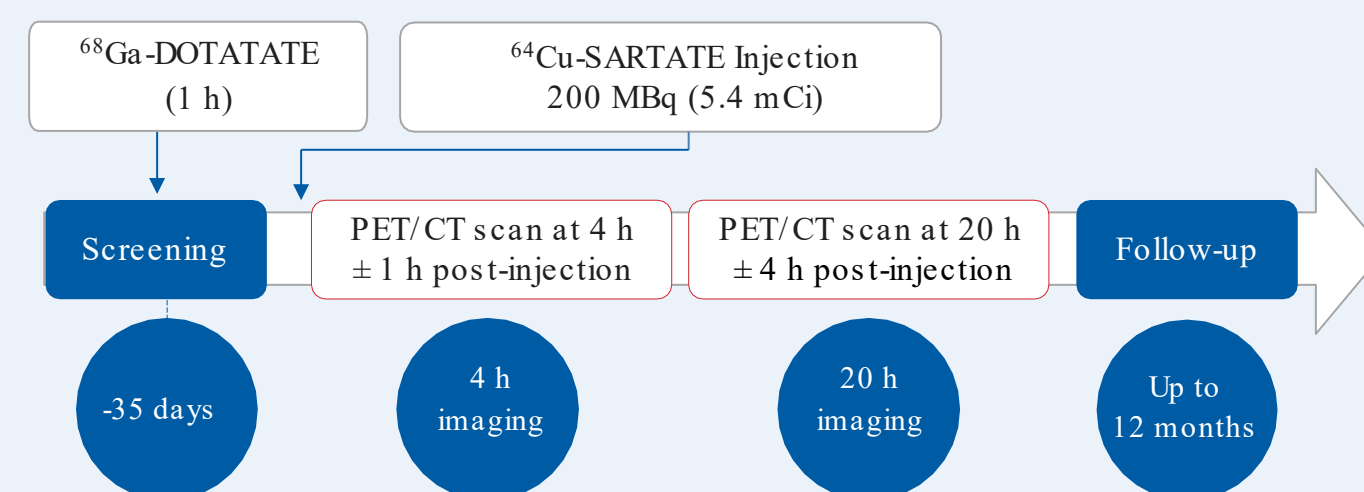 ⁶⁸Ga-DOTATATE
(1 h)
⁶⁴Cu-SARTATE Injection
200 MBq (5.4 mCi)
Screening
PET/CT scan at 4 h
± 1 h post-injection
PET/CT scan at 20 h
± 4 h post-injection
Follow-up
-35 days
4 h
imaging
20 h
imaging
Up to
12 months